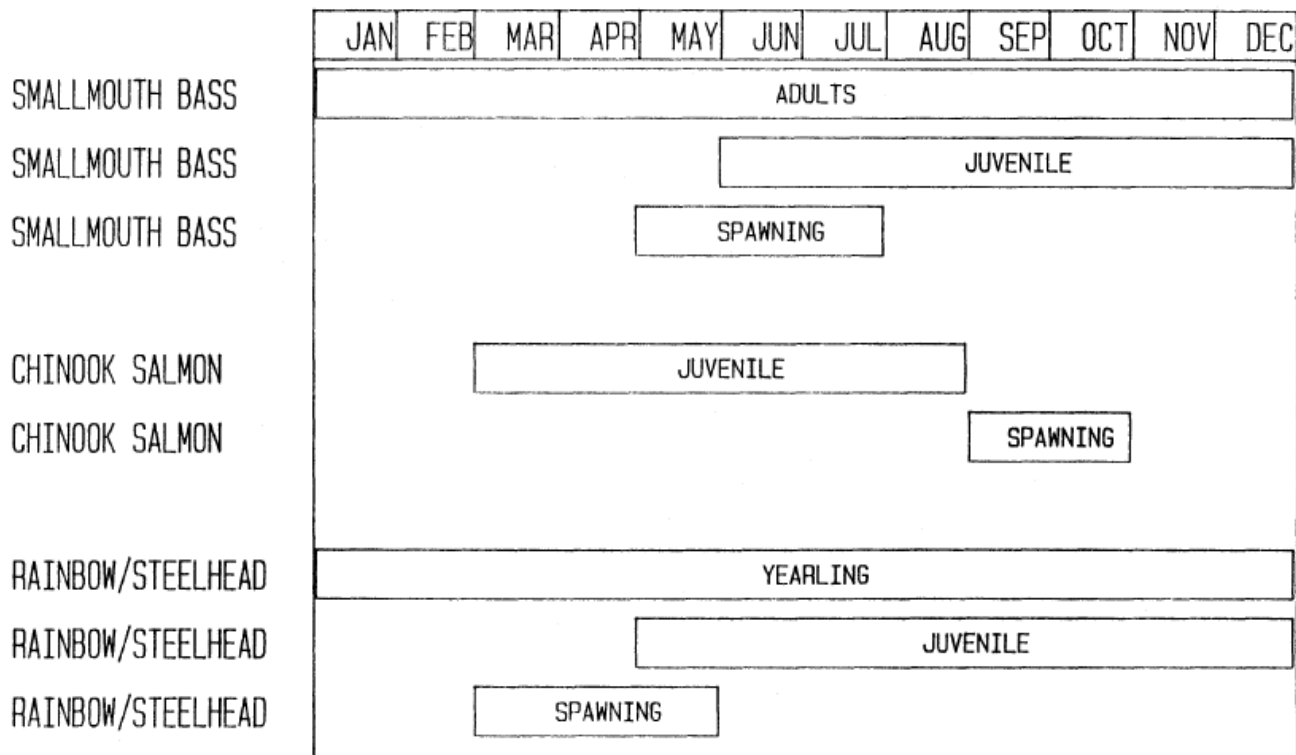 JAN FEB MAR APR MAY JUN JUL AUG SEP OCT NOV DEC
SMALLMOUTH BASS ADULTS
SMALLMOUTH BASS JUVENILE
SMALLMOUTH BASS SPAWNING
CHINOOK SALMON JUVENILE
CHINOOK SALMON SPAWNING
RAINBOW/STEELHEAD YEARLING
RAINBOW/STEELHEAD JUVENILE
RAINBOW/STEELHEAD SPAWNING